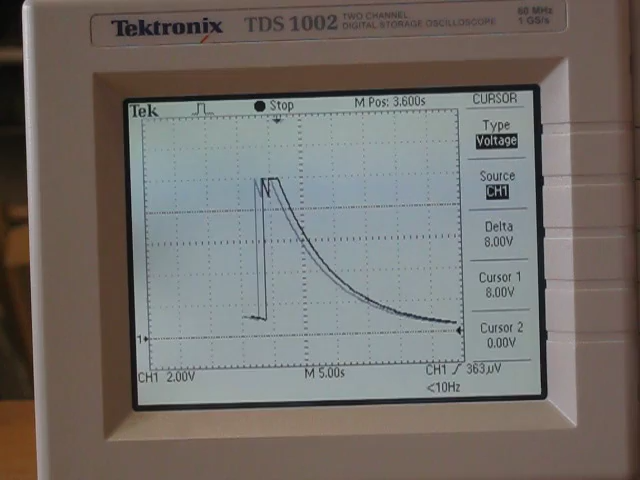 Tektronix TDS 1002 TWO CHANNEL DIGITAL STORAGE OSCILLOSCOPE
60 MHz
1 GS/s
Tek Stop M Pos: 3.600s CURSOR
Type
Voltage
Source
CH1
Delta
8.00V
Cursor 1
8.00V
Cursor 2
0.00V
1
CH1 2.00V M 5.00s CH1 363µV
<10Hz